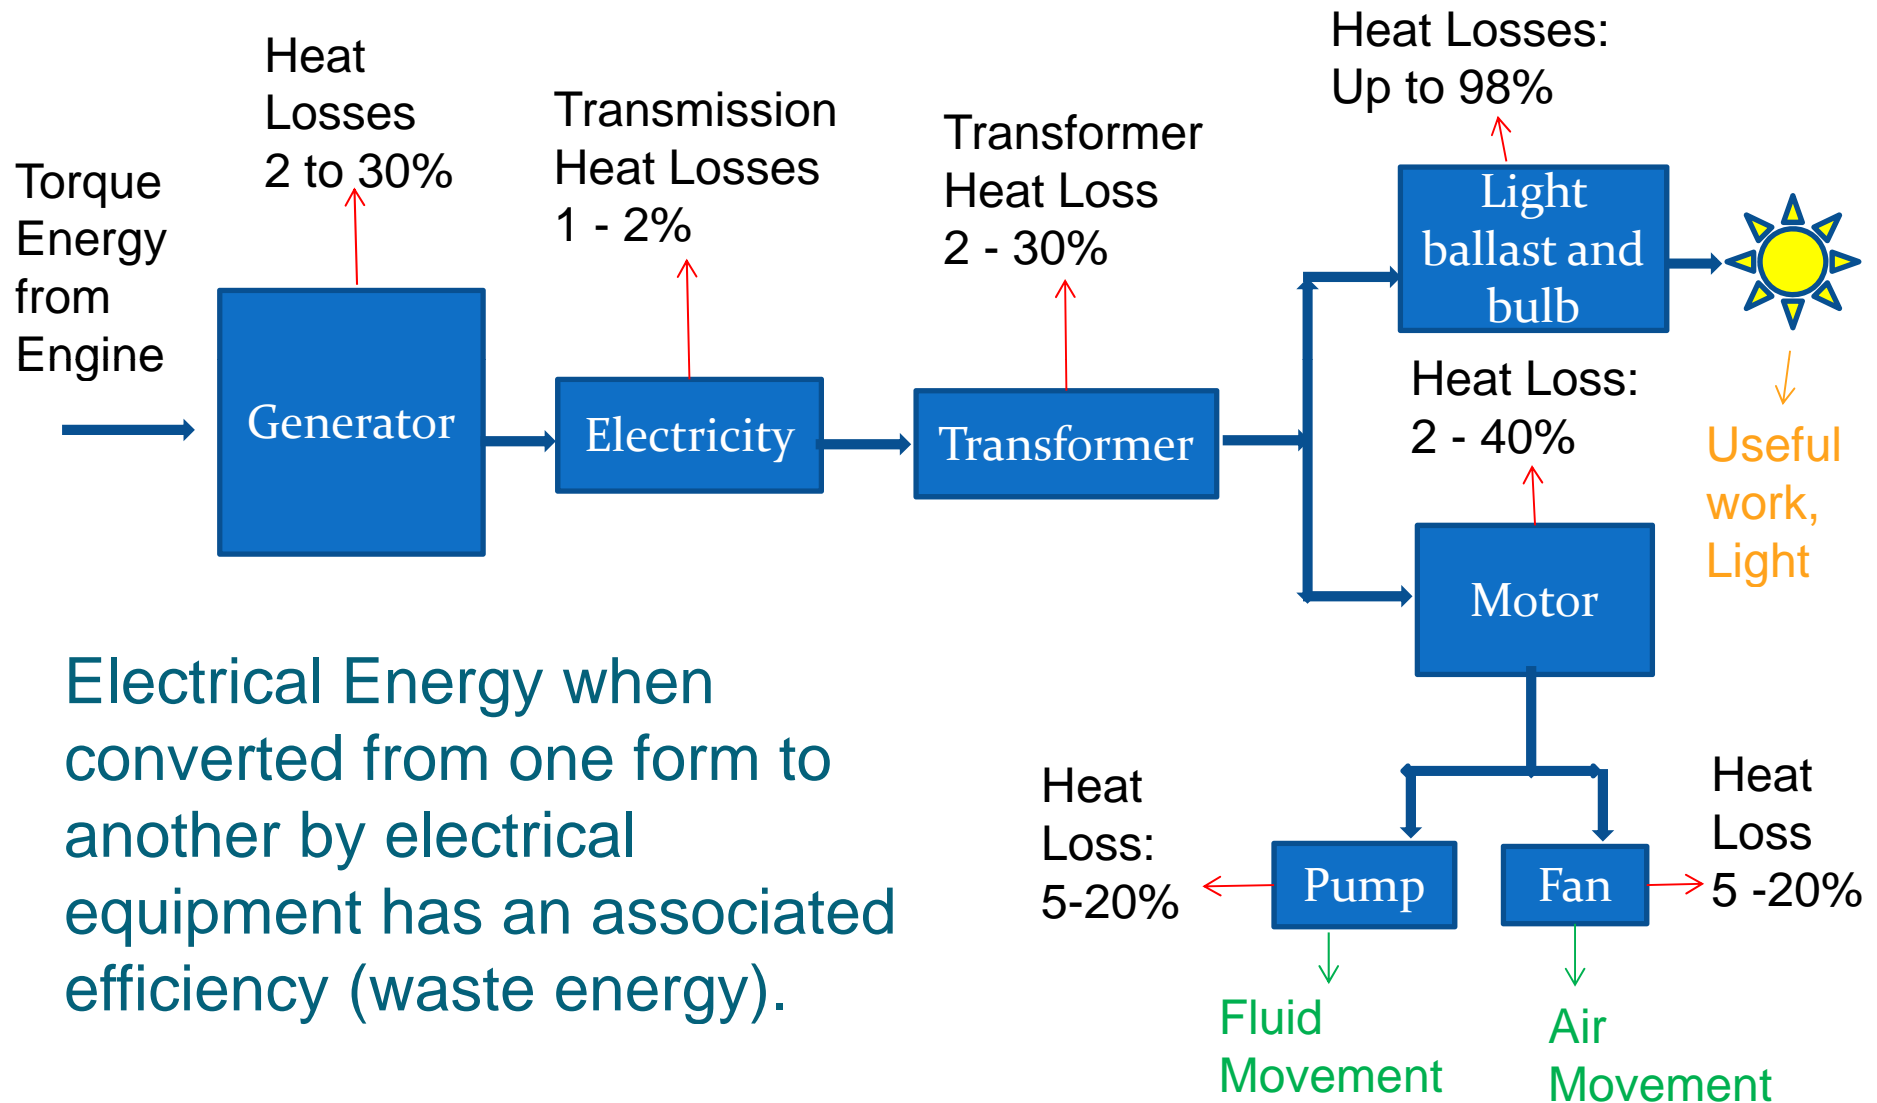 Torque
Energy
from
Engine
Heat
Losses
2 to 30%
Generator
Transmission
Heat Losses
1 - 2%
Electricity
Transformer
Heat Loss
2 - 30%
Transformer
Heat Losses:
Up to 98%
Light
ballast and
bulb
Useful
work,
Light
Heat Loss:
2 - 40%
Motor
Heat
Loss:
5-20%
Pump
Fluid
Movement
Fan
Heat
Loss
5 -20%
Air
Movement
Electrical Energy when
converted from one form to
another by electrical
equipment has an associated
efficiency (waste energy).